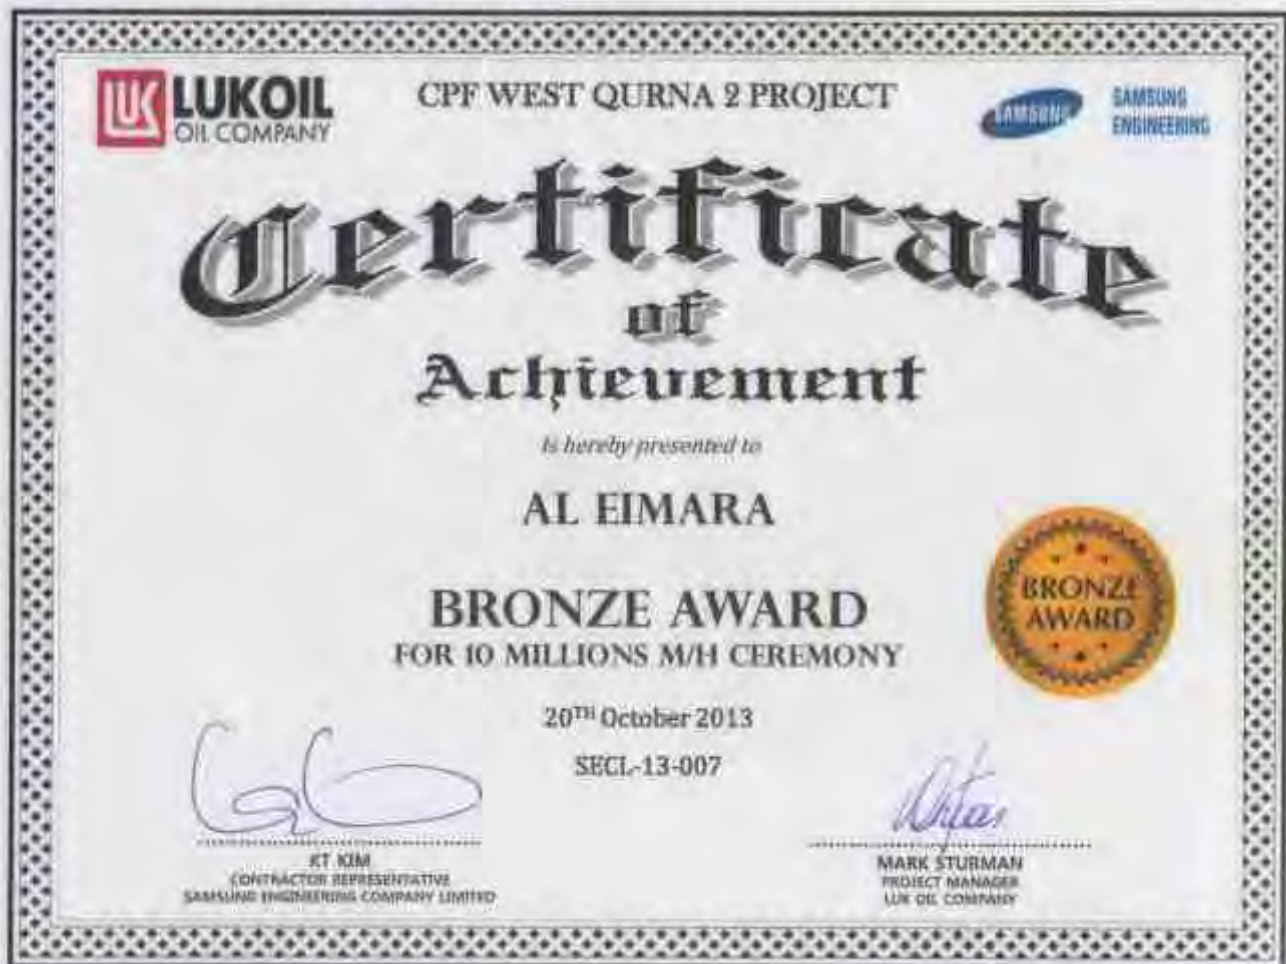 LUK LUKOIL
OIL COMPANY
CPF WEST QURNA 2 PROJECT
SAMSUNG
SAMSUNG
ENGINEERING
Certificate
of
Achievement
Is hereby presented to
AL EIMARA
BRONZE AWARD
FOR 10 MILLIONS M/H CEREMONY
BRONZE
AWARD
20TH October 2013
SECL-13-007
KT KIM
CONTRACTOR REPRESENTATIVE
SAMSUNG ENGINEERING COMPANY LIMITED
MARK STURMAN
PROJECT MANAGER
LUK OIL COMPANY